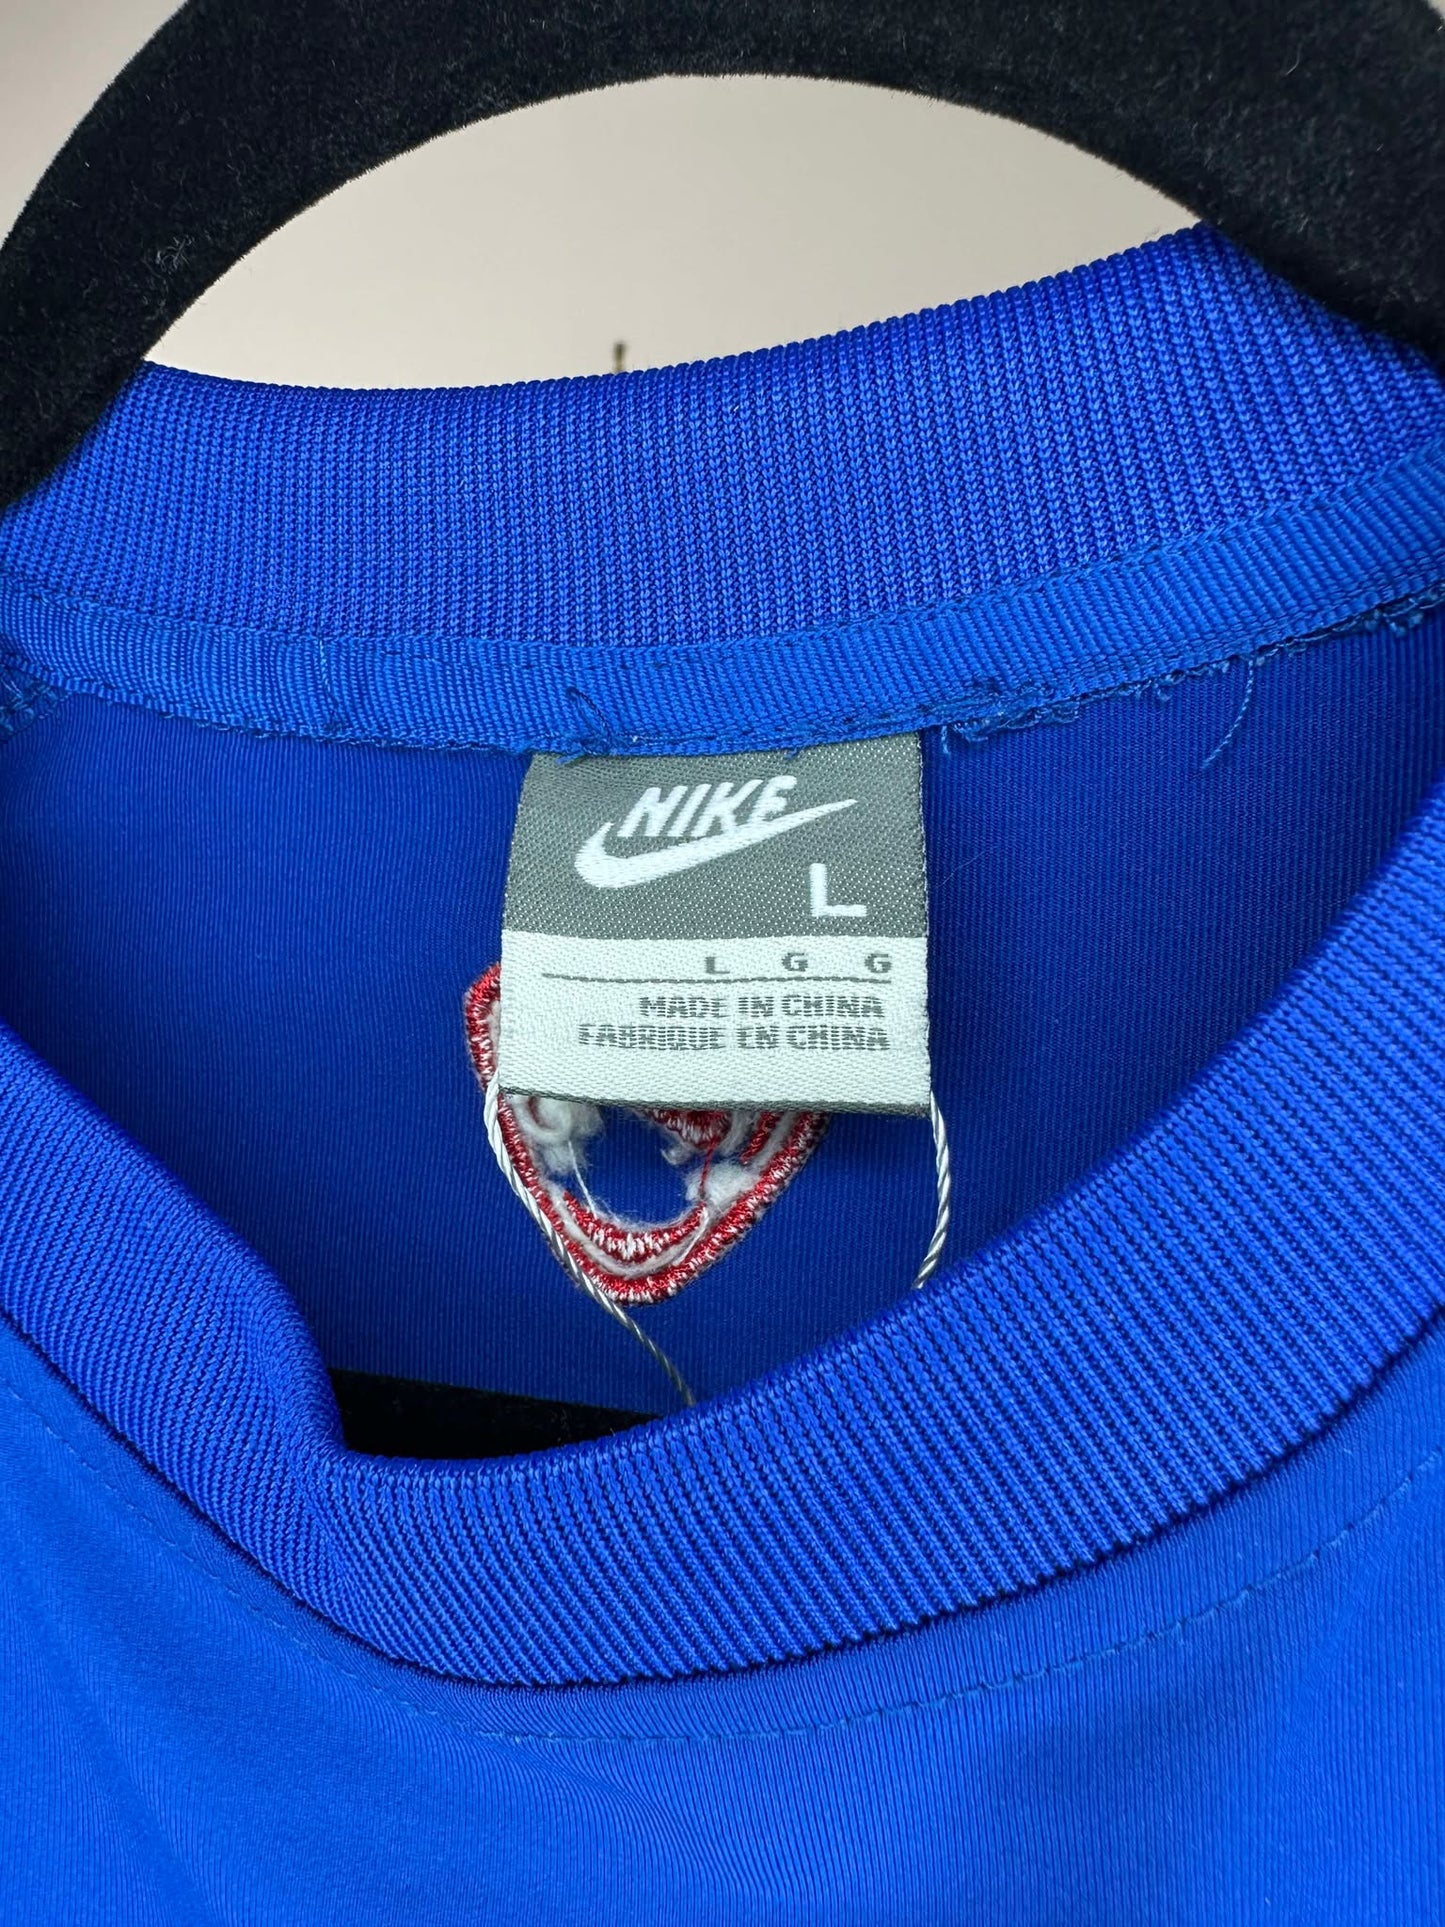 NIKE
L
L G G
MADE IN CHINA
FABRIQUE EN CHINA